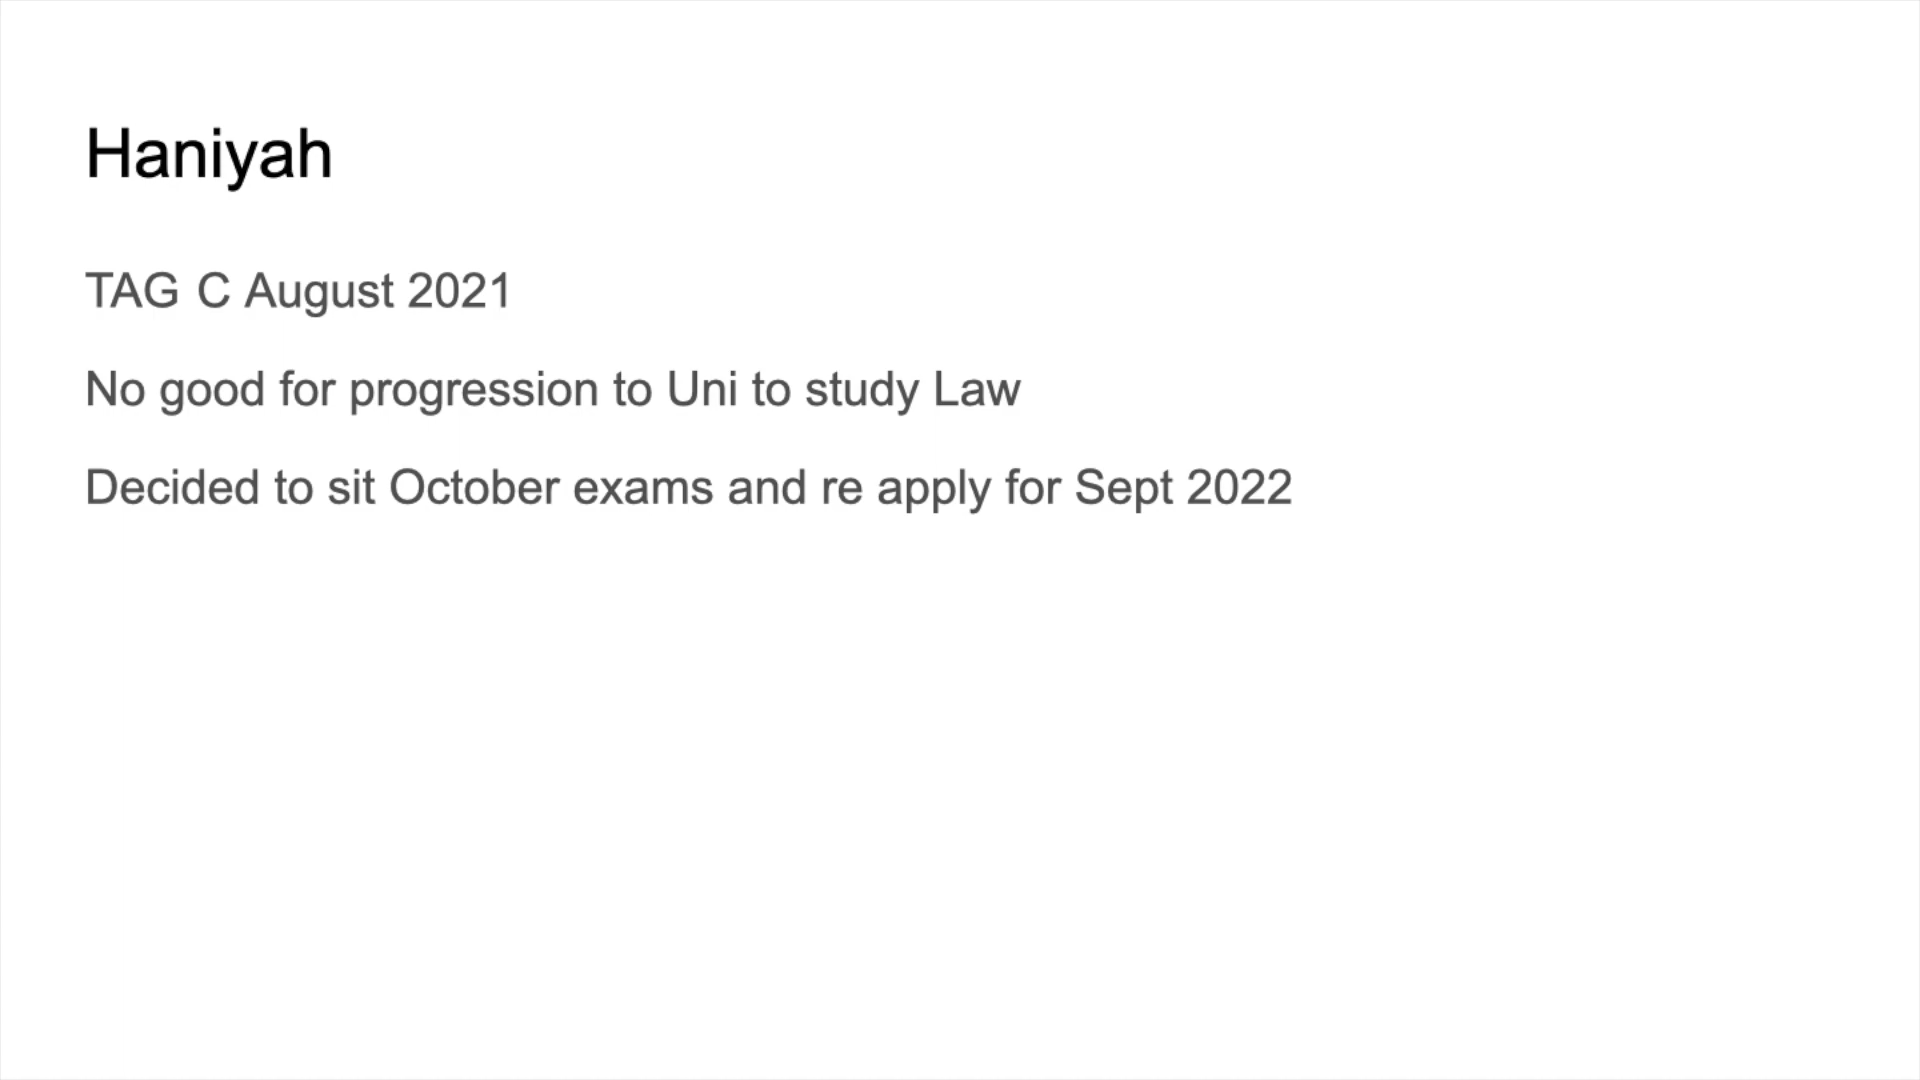 Haniyah
TAG C August 2021
No good for progression to Uni to study Law
Decided to sit October exams and re apply for Sept 2022